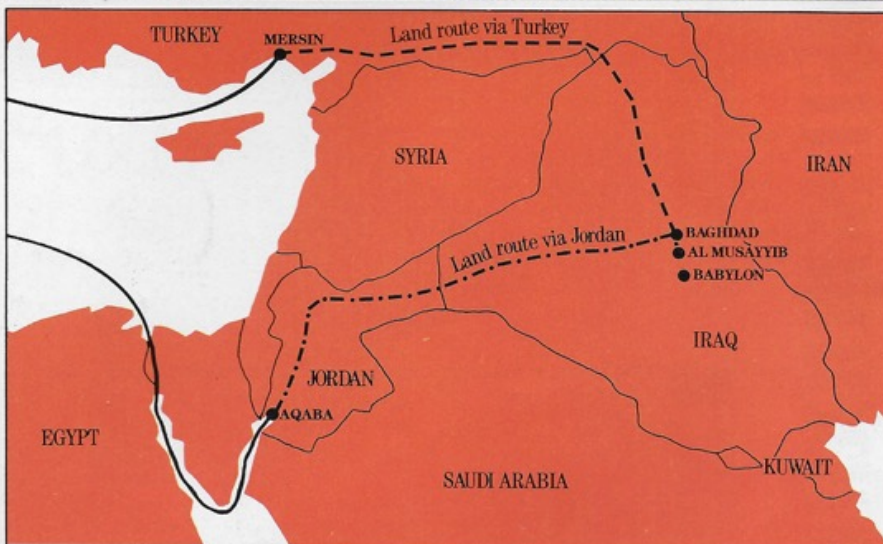 TURKEY
MERSIN
Land route via Turkey
SYRIA
IRAN
BAGHDAD
Land route via Jordan
AL MUSAYYIB
BABYLON
IRAQ
JORDAN
AQABA
EGYPT
KUWAIT
SAUDI ARABIA